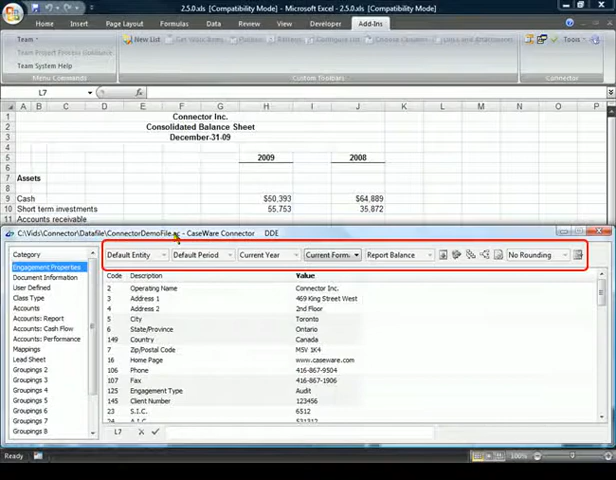 2.5.0.xls [Compatibility Mode] - Microsoft Excel
2.5.0.xls [Compatibility Mode]
Home Insert Page Layout Formulas Data Review View Developer Add-Ins
Team
New List
Tools
Team System Help
Menu Commands Custom Toolbars Connector
L7 fx
A B C D E F G H I J K L M N O P
1 Connector Inc.
2 Consolidated Balance Sheet
3 December-31-09
5 2009 2008
7 Assets
9 Cash $50,393 $64,889
10 Short term investments 55,753 35,872
11 Accounts receivable
C:\Vids\Connector\Datafile\ConnectorDemoFile.ac - CaseWare Connector DDE
Default Entity Default Period Current Year Current Form... Report Balance No Rounding
Category
Engagement Properties
Document Information
User Defined
Class Type
Accounts
Accounts: Report
Accounts: Cash Flow
Accounts: Performance
Mappings
Lead Sheet
Groupings 2
Groupings 3
Groupings 4
Groupings 5
Groupings 6
Groupings 7
Groupings 8
Code Description Value
2 Operating Name Connector Inc.
3 Address 1 469 King Street West
4 Address 2 2nd Floor
5 City Toronto
6 State/Province Ontario
149 Country Canada
7 Zip/Postal Code M5V 1K4
16 Home Page www.caseware.com
106 Phone 416-867-9504
107 Fax 416-867-1906
125 Engagement Type Audit
145 Client Number 123456
23 S.I.C. 6512
L7
Ready 100%